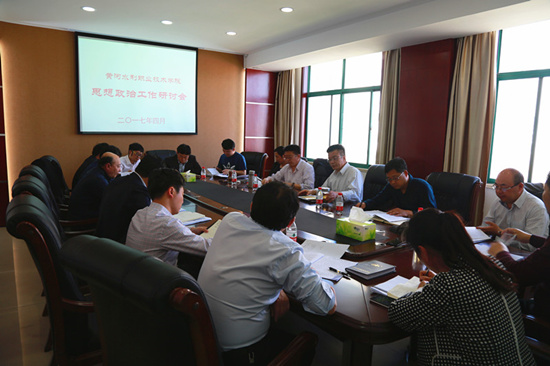 黄河水利职业技术学院
思想政治工作研讨会
二〇一七年四月